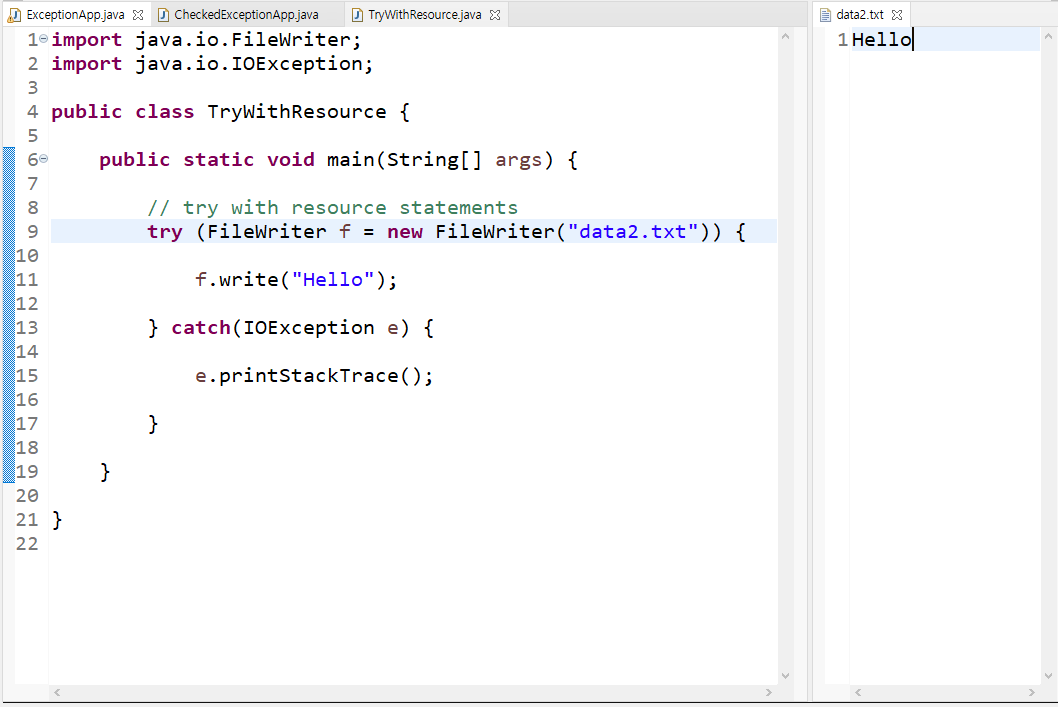 ExceptionApp.java CheckedExceptionApp.java TryWithResource.java
1 import java.io.FileWriter;
2 import java.io.IOException;
3
4 public class TryWithResource {
5
6     public static void main(String[] args) {
7
8         // try with resource statements
9         try (FileWriter f = new FileWriter("data2.txt")) {
10
11             f.write("Hello");
12
13         } catch(IOException e) {
14
15             e.printStackTrace();
16
17         }
18
19     }
20
21 }
22
data2.txt
1 Hello